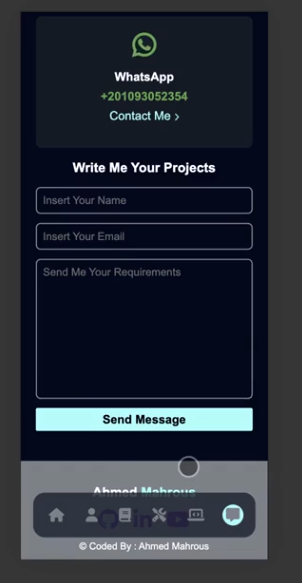 WhatsApp
+201093052354
Contact Me >
Write Me Your Projects
Insert Your Name
Insert Your Email
Send Me Your Requirements
Send Message
Ahmed Mahrous
in
© Coded By : Ahmed Mahrous